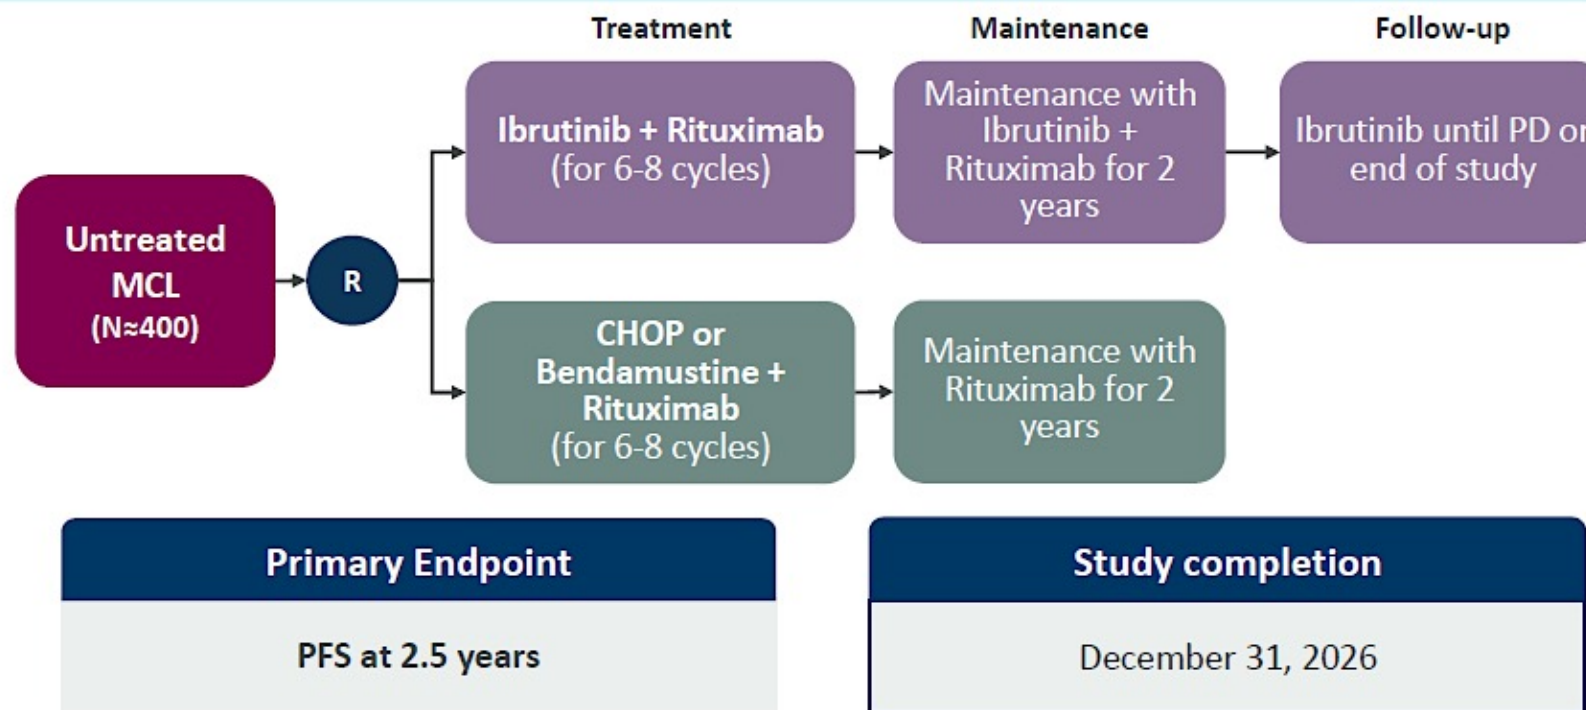 Treatment
Maintenance
Follow-up
Ibrutinib + Rituximab
(for 6-8 cycles)
Maintenance with
Ibrutinib +
Rituximab for 2
years
Ibrutinib until PD or
end of study
Untreated
MCL
(N≈400)
R
CHOP or
Bendamustine +
Rituximab
(for 6-8 cycles)
Maintenance with
Rituximab for 2
years
Primary Endpoint
PFS at 2.5 years
Study completion
December 31, 2026